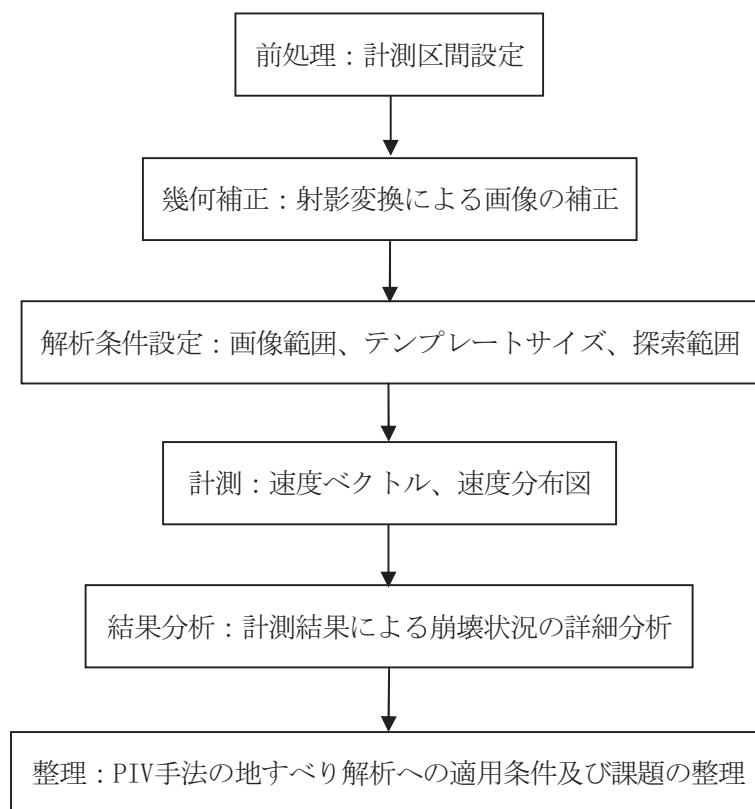 前処理：計測区間設定
幾何補正：射影変換による画像の補正
解析条件設定：画像範囲、テンプレートサイズ、探索範囲
計測：速度ベクトル、速度分布図
結果分析：計測結果による崩壊状況の詳細分析
整理：PIV手法の地すべり解析への適用条件及び課題の整理